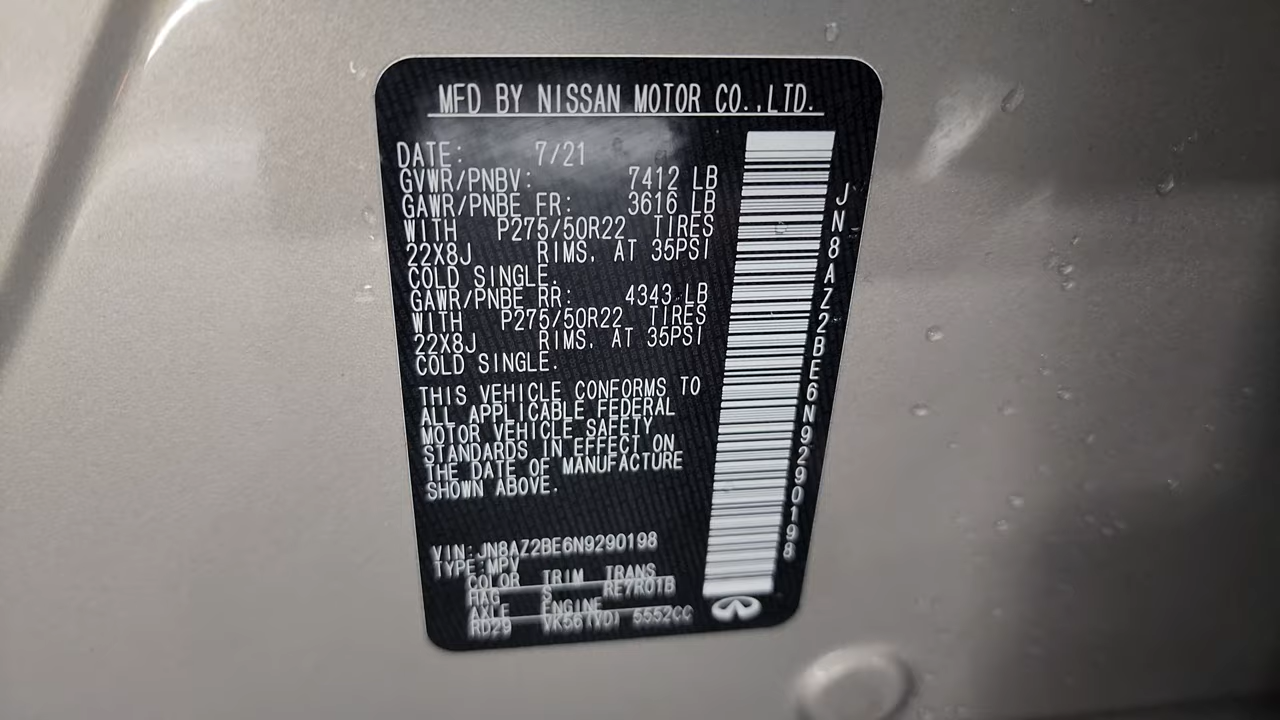 MFD BY NISSAN MOTOR CO.,LTD.
DATE: 7/21
GVWR/PNBV: 7412 LB
GAWR/PNBE FR: 3616 LB
WITH P275/50R22 TIRES
22X8J RIMS, AT 35PSI
COLD SINGLE.
GAWR/PNBE RR: 4343 LB
WITH P275/50R22 TIRES
22X8J RIMS, AT 35PSI
COLD SINGLE.
THIS VEHICLE CONFORMS TO
ALL APPLICABLE FEDERAL
MOTOR VEHICLE SAFETY
STANDARDS IN EFFECT ON
THE DATE OF MANUFACTURE
SHOWN ABOVE.
VIN:JN8AZ2BE6N9290198
TYPE:MPV
COLOR TRIM TRANS
HAG S RE7R01B
AXLE ENGINE
RD29 VK56(VD) 5552CC
JN8AZ2BE6N9290198